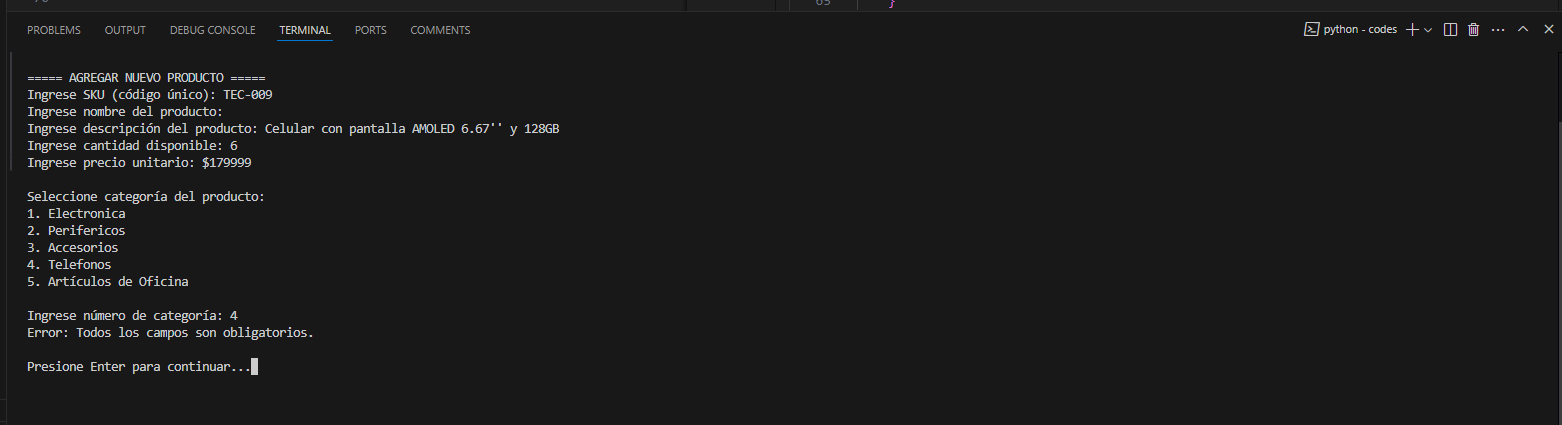 65 }
PROBLEMS OUTPUT DEBUG CONSOLE TERMINAL PORTS COMMENTS python - codes
===== AGREGAR NUEVO PRODUCTO =====
Ingrese SKU (código único): TEC-009
Ingrese nombre del producto:
Ingrese descripción del producto: Celular con pantalla AMOLED 6.67'' y 128GB
Ingrese cantidad disponible: 6
Ingrese precio unitario: $179999
Seleccione categoría del producto:
1. Electronica
2. Perifericos
3. Accesorios
4. Telefonos
5. Artículos de Oficina
Ingrese número de categoría: 4
Error: Todos los campos son obligatorios.
Presione Enter para continuar...